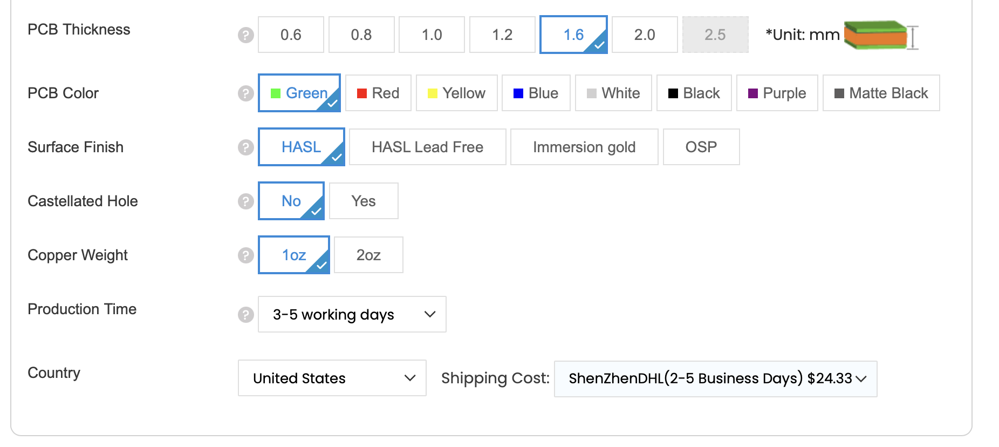 PCB Thickness ? 0.6 0.8 1.0 1.2 1.6 2.0 2.5 *Unit: mm
PCB Color ? Green Red Yellow Blue White Black Purple Matte Black
Surface Finish ? HASL HASL Lead Free Immersion gold OSP
Castellated Hole ? No Yes
Copper Weight ? 1oz 2oz
Production Time ? 3-5 working days
Country United States Shipping Cost: ShenZhenDHL(2-5 Business Days) $24.33